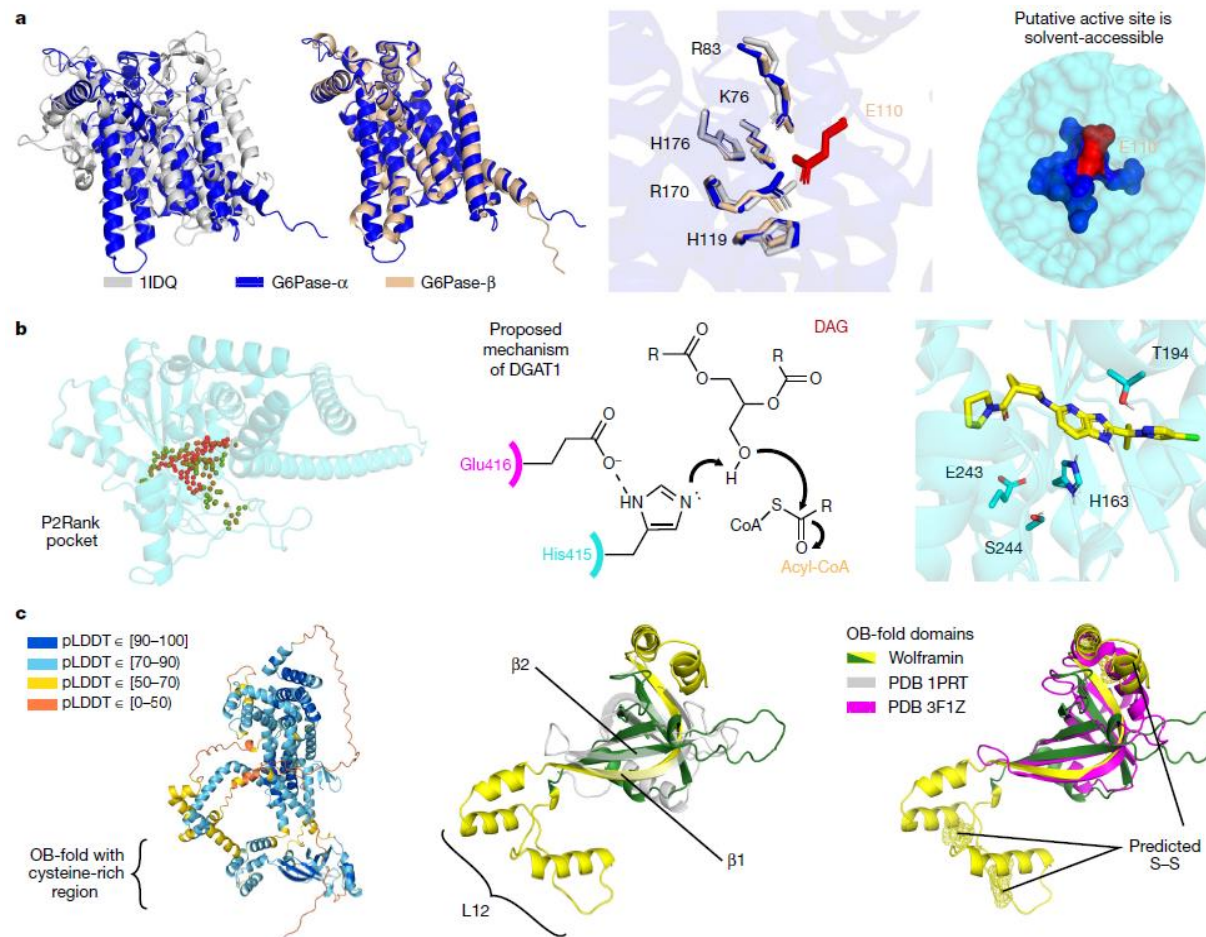 a
1IDQ
G6Pase-α
G6Pase-β
R83
K76
E110
H176
R170
H119
Putative active site is
solvent-accessible
E110
b
P2Rank
pocket
Proposed
mechanism
of DGAT1
DAG
R
O
R
O
O
O
O
O
O−
Glu416
HN
N:
H
His415
CoA
S
R
O
Acyl-CoA
T194
E243
H163
S244
c
pLDDT ∈ [90–100]
pLDDT ∈ [70–90)
pLDDT ∈ [50–70)
pLDDT ∈ [0–50)
OB-fold with
cysteine-rich
region
β2
β1
L12
OB-fold domains
Wolframin
PDB 1PRT
PDB 3F1Z
Predicted
S–S